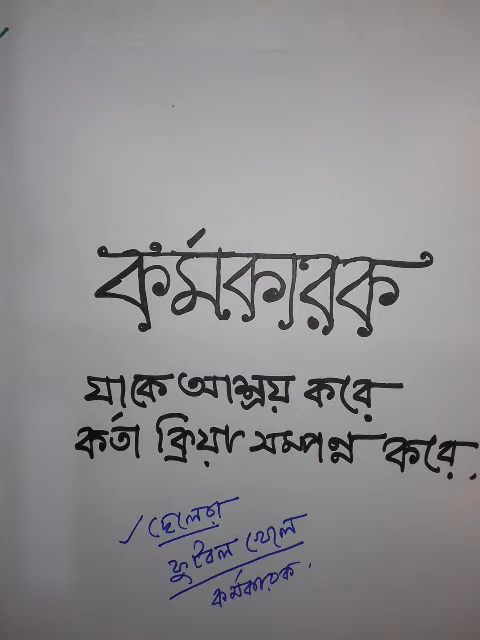 কর্মকারক
যাকে আশ্রয় করে
কর্তা ক্রিয়া সম্পন্ন করে.
ছেলেরা
ফুটবল খেলে
কর্মকারক.